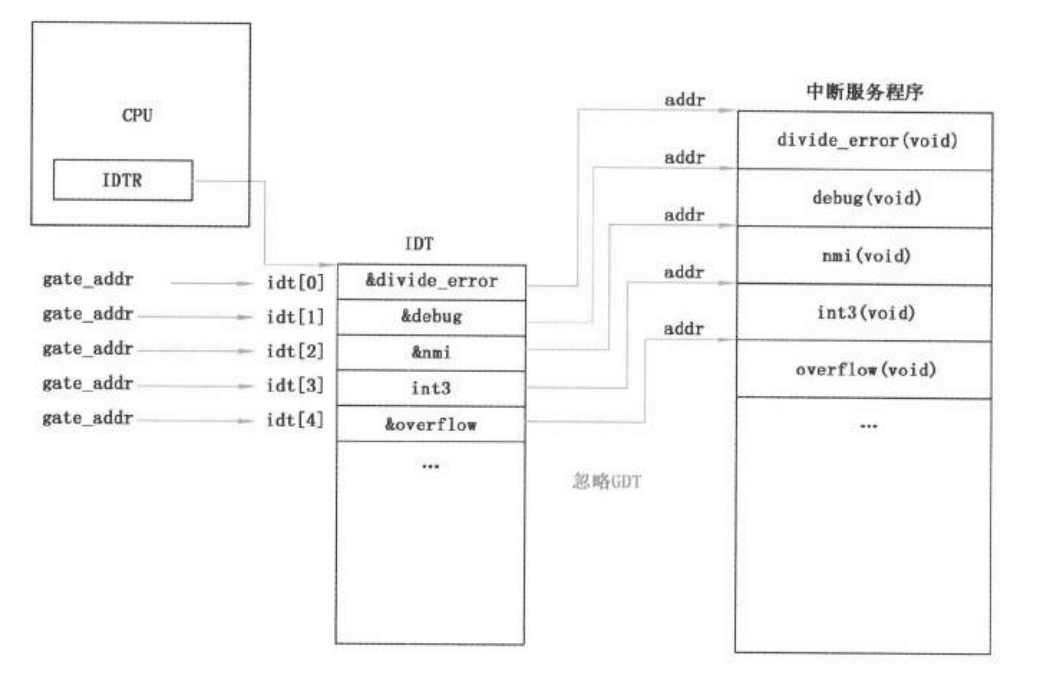 CPU
IDTR
IDT
gate_addr
idt[0]
&divide_error
gate_addr
idt[1]
&debug
gate_addr
idt[2]
&nmi
gate_addr
idt[3]
int3
gate_addr
idt[4]
&overflow
...
忽略GDT
addr
addr
addr
addr
addr
中断服务程序
divide_error(void)
debug(void)
nmi(void)
int3(void)
overflow(void)
...